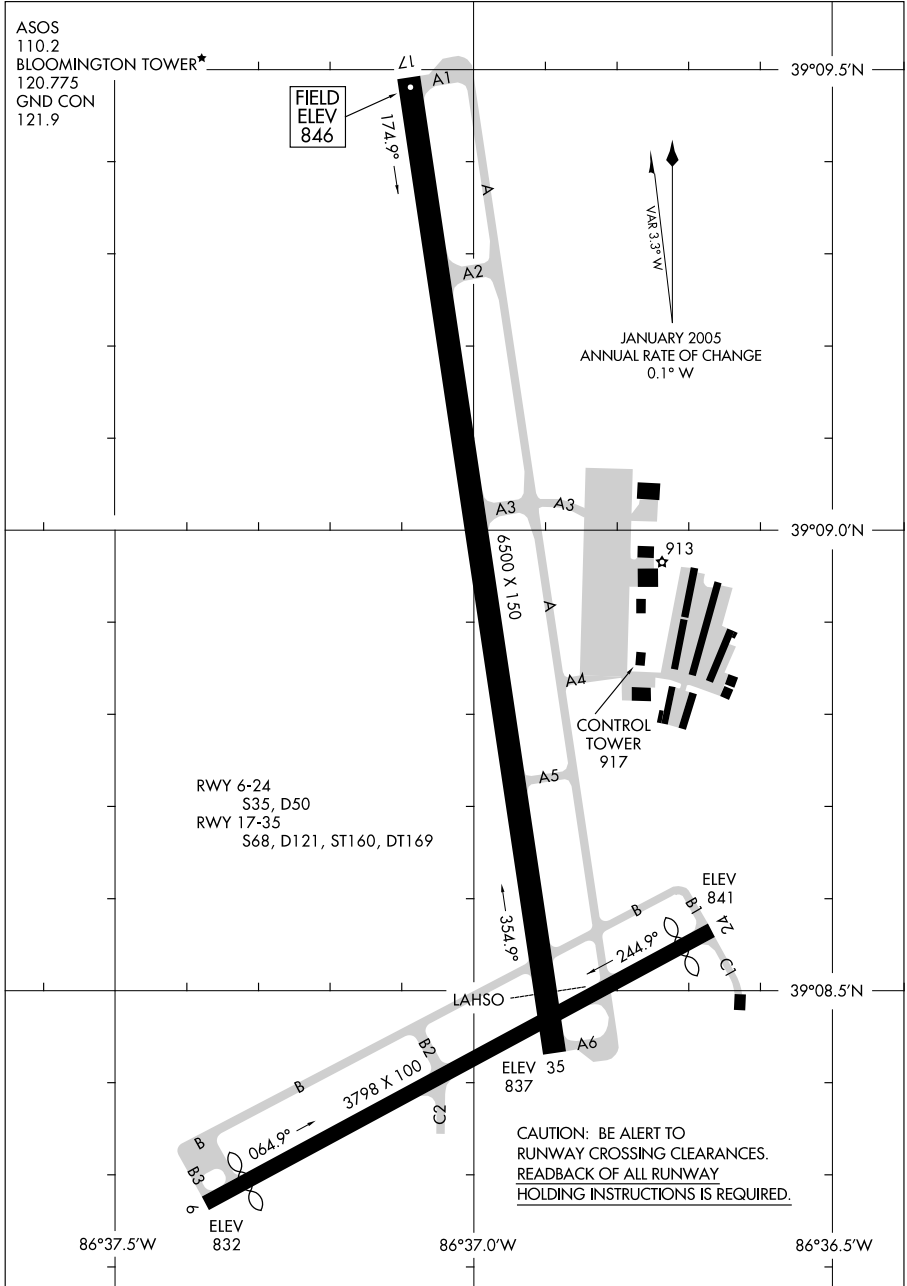 ASOS
110.2
BLOOMINGTON TOWER★
120.775
GND CON
121.9
17
A1
39°09.5'N
FIELD
ELEV
846
174.9°
A
VAR 3.3° W
A2
JANUARY 2005
ANNUAL RATE OF CHANGE
0.1° W
A3
A3
39°09.0'N
6500 X 150
913
A
A4
CONTROL
TOWER
917
A5
RWY 6-24
S35, D50
RWY 17-35
S68, D121, ST160, DT169
ELEV
841
B
B1
24
354.9°
244.9°
C1
LAHSO
39°08.5'N
A6
B2
ELEV
837
35
B
3798 X 100
C2
B
064.9°
B3
6
ELEV
832
CAUTION: BE ALERT TO
RUNWAY CROSSING CLEARANCES.
READBACK OF ALL RUNWAY
HOLDING INSTRUCTIONS IS REQUIRED.
86°37.5'W
86°37.0'W
86°36.5'W